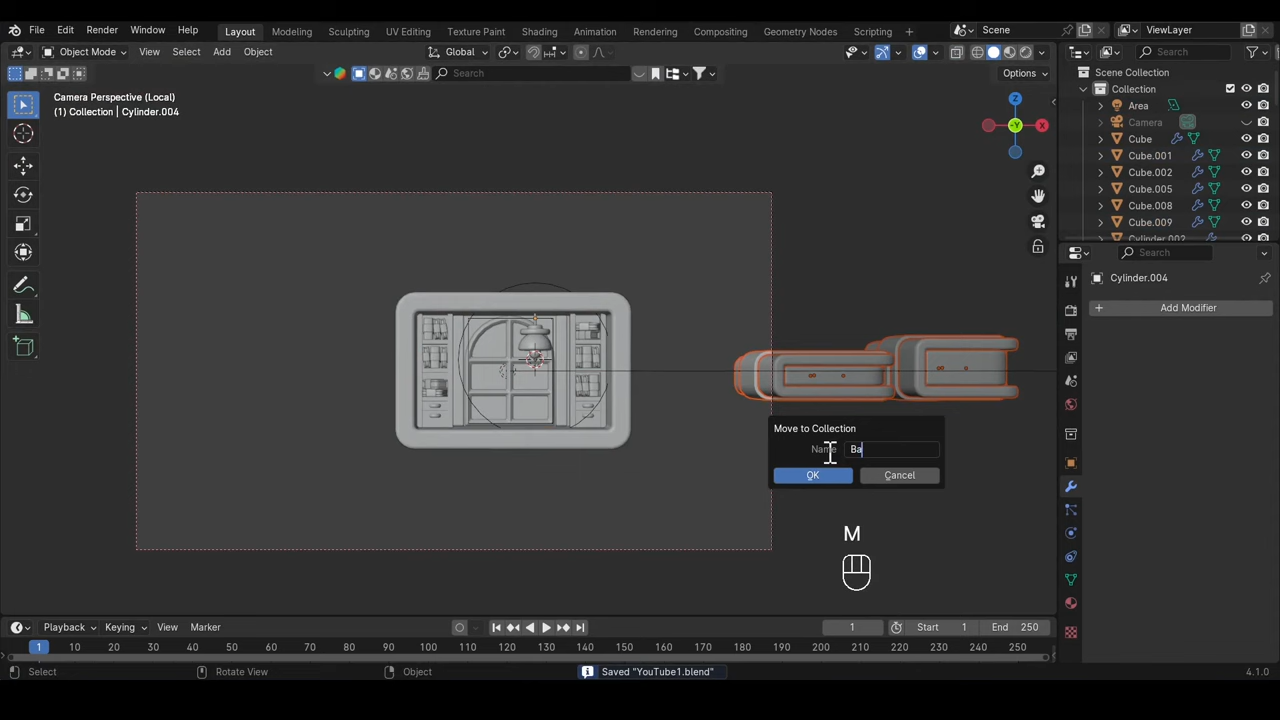 File Edit Render Window Help Layout Modeling Sculpting UV Editing Texture Paint Shading Animation Rendering Compositing Geometry Nodes Scripting + Scene ViewLayer
Object Mode View Select Add Object Global Search
Search Options
Camera Perspective (Local)
(1) Collection | Cylinder.004
Z
-Y X
Scene Collection
Collection
Area
Camera
Cube
Cube.001
Cube.002
Cube.005
Cube.008
Cube.009
Cylinder.002
Search
Cylinder.004
Add Modifier
Move to Collection
Name Ba
OK Cancel
M
Playback Keying View Marker 1 Start 1 End 250
1 10 20 30 40 50 60 70 80 90 100 110 120 130 140 150 160 170 180 190 200 210 220 230 240 250
Select Rotate View Object Saved "YouTube1.blend" 4.1.0